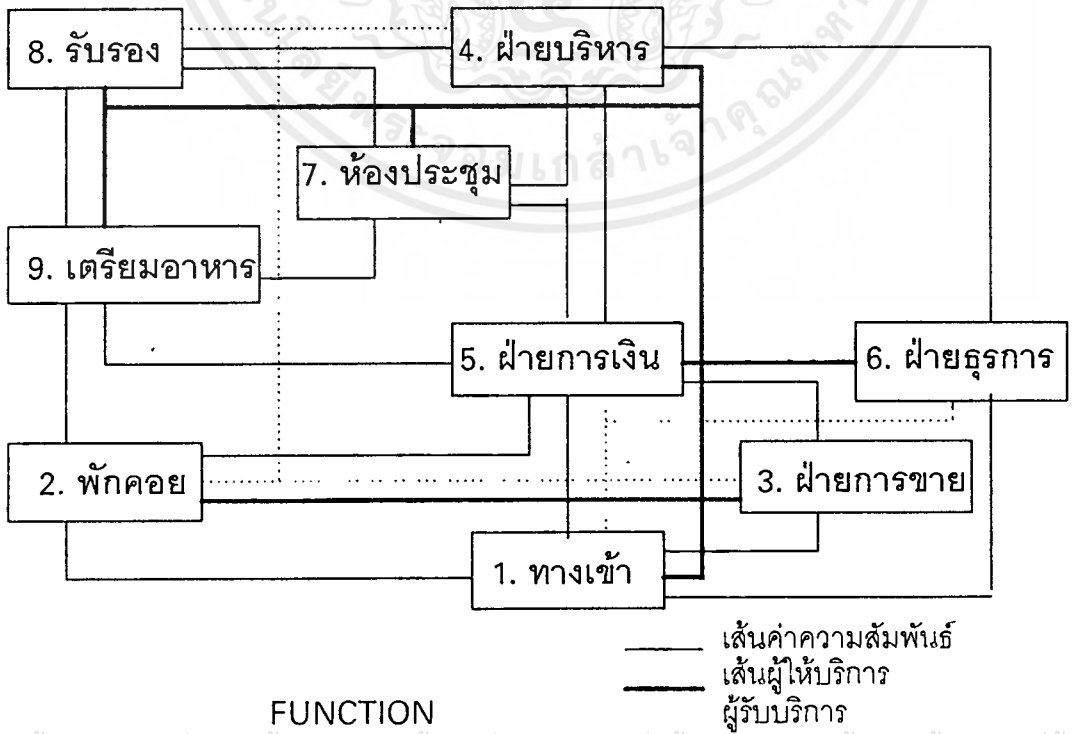 8. รับรอง
4. ฝ่ายบริหาร
7. ห้องประชุม
9. เตรียมอาหาร
5. ฝ่ายการเงิน
6. ฝ่ายธุรการ
2. พักคอย
3. ฝ่ายการขาย
1. ทางเข้า
เส้นค่าความสัมพันธ์
เส้นผู้ให้บริการ
FUNCTION
ผู้รับบริการ